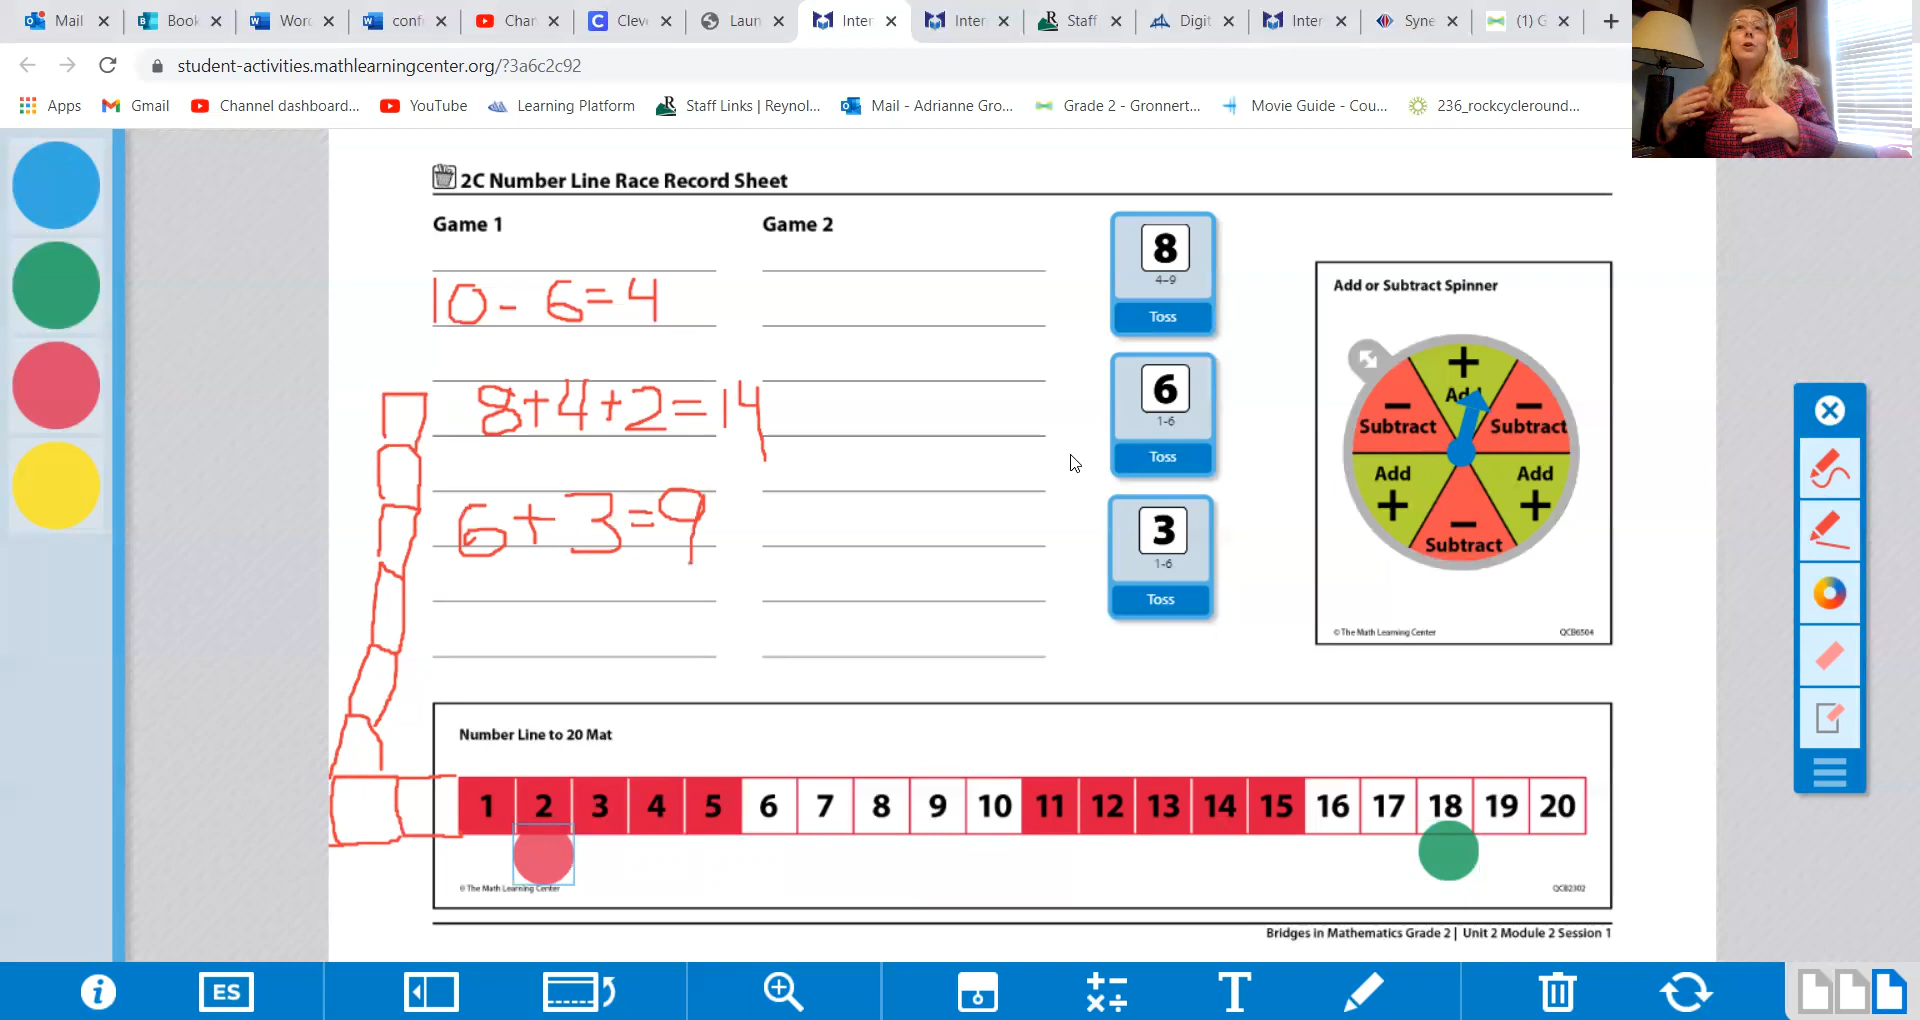 Mail
Book
Word
conf
Chan
Clev
Laun
Inter
Inter
Staff
Digit
Inter
Syne
(1) G
student-activities.mathlearningcenter.org/?3a6c2c92
Apps
Gmail
Channel dashboard...
YouTube
Learning Platform
Staff Links | Reynol...
Mail - Adrianne Gro...
Grade 2 - Gronnert...
Movie Guide - Cou...
236_rockcycleround...
2C Number Line Race Record Sheet
Game 1
Game 2
10 - 6=4
8+4+2=14
6+3=9
8
4-9
Toss
6
1-6
Toss
3
1-6
Toss
Add or Subtract Spinner
+
Add
−
Subtract
−
Subtract
Add
+
Add
+
−
Subtract
© The Math Learning Center
QCB6504
Number Line to 20 Mat
1 2 3 4 5 6 7 8 9 10 11 12 13 14 15 16 17 18 19 20
© The Math Learning Center
QCB2302
Bridges in Mathematics Grade 2 | Unit 2 Module 2 Session 1
ES
T